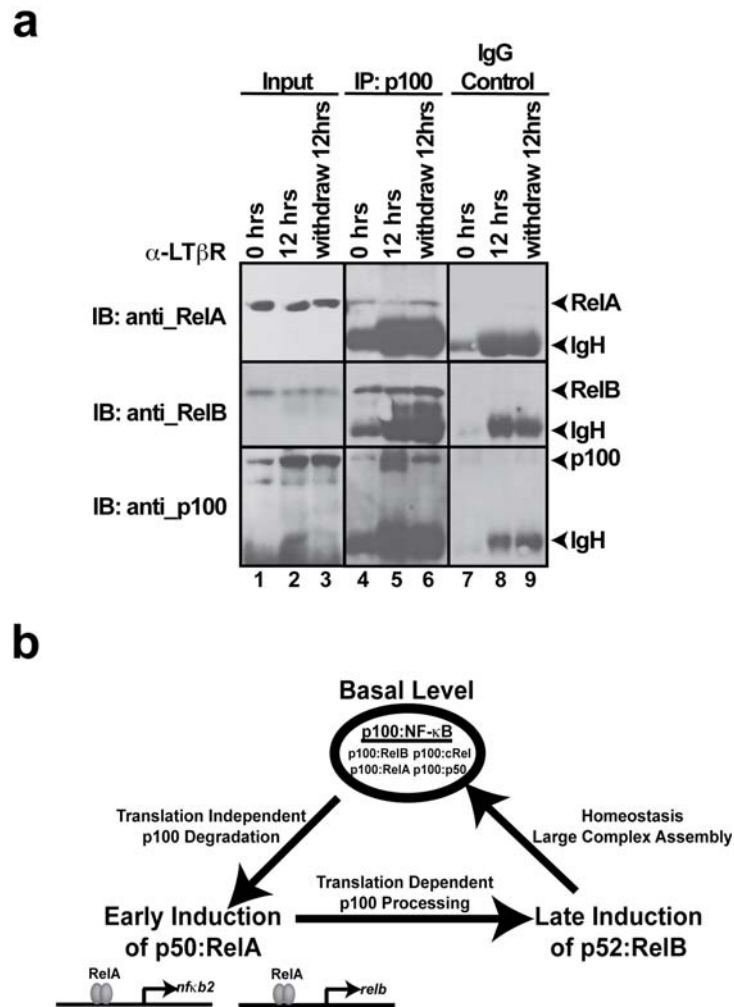 a
Input
IP: p100
IgG
Control
0 hrs
12 hrs
withdraw 12hrs
0 hrs
12 hrs
withdraw 12hrs
0 hrs
12 hrs
withdraw 12hrs
α-LTβR
IB: anti_RelA
RelA
IgH
IB: anti_RelB
RelB
IgH
IB: anti_p100
p100
IgH
1 2 3 4 5 6 7 8 9
b
Basal Level
p100:NF-κB
p100:RelB p100:cRel
p100:RelA p100:p50
Translation Independent
p100 Degradation
Homeostasis
Large Complex Assembly
Translation Dependent
p100 Processing
Early Induction
of p50:RelA
Late Induction
of p52:RelB
RelA
nfκb2
RelA
relb